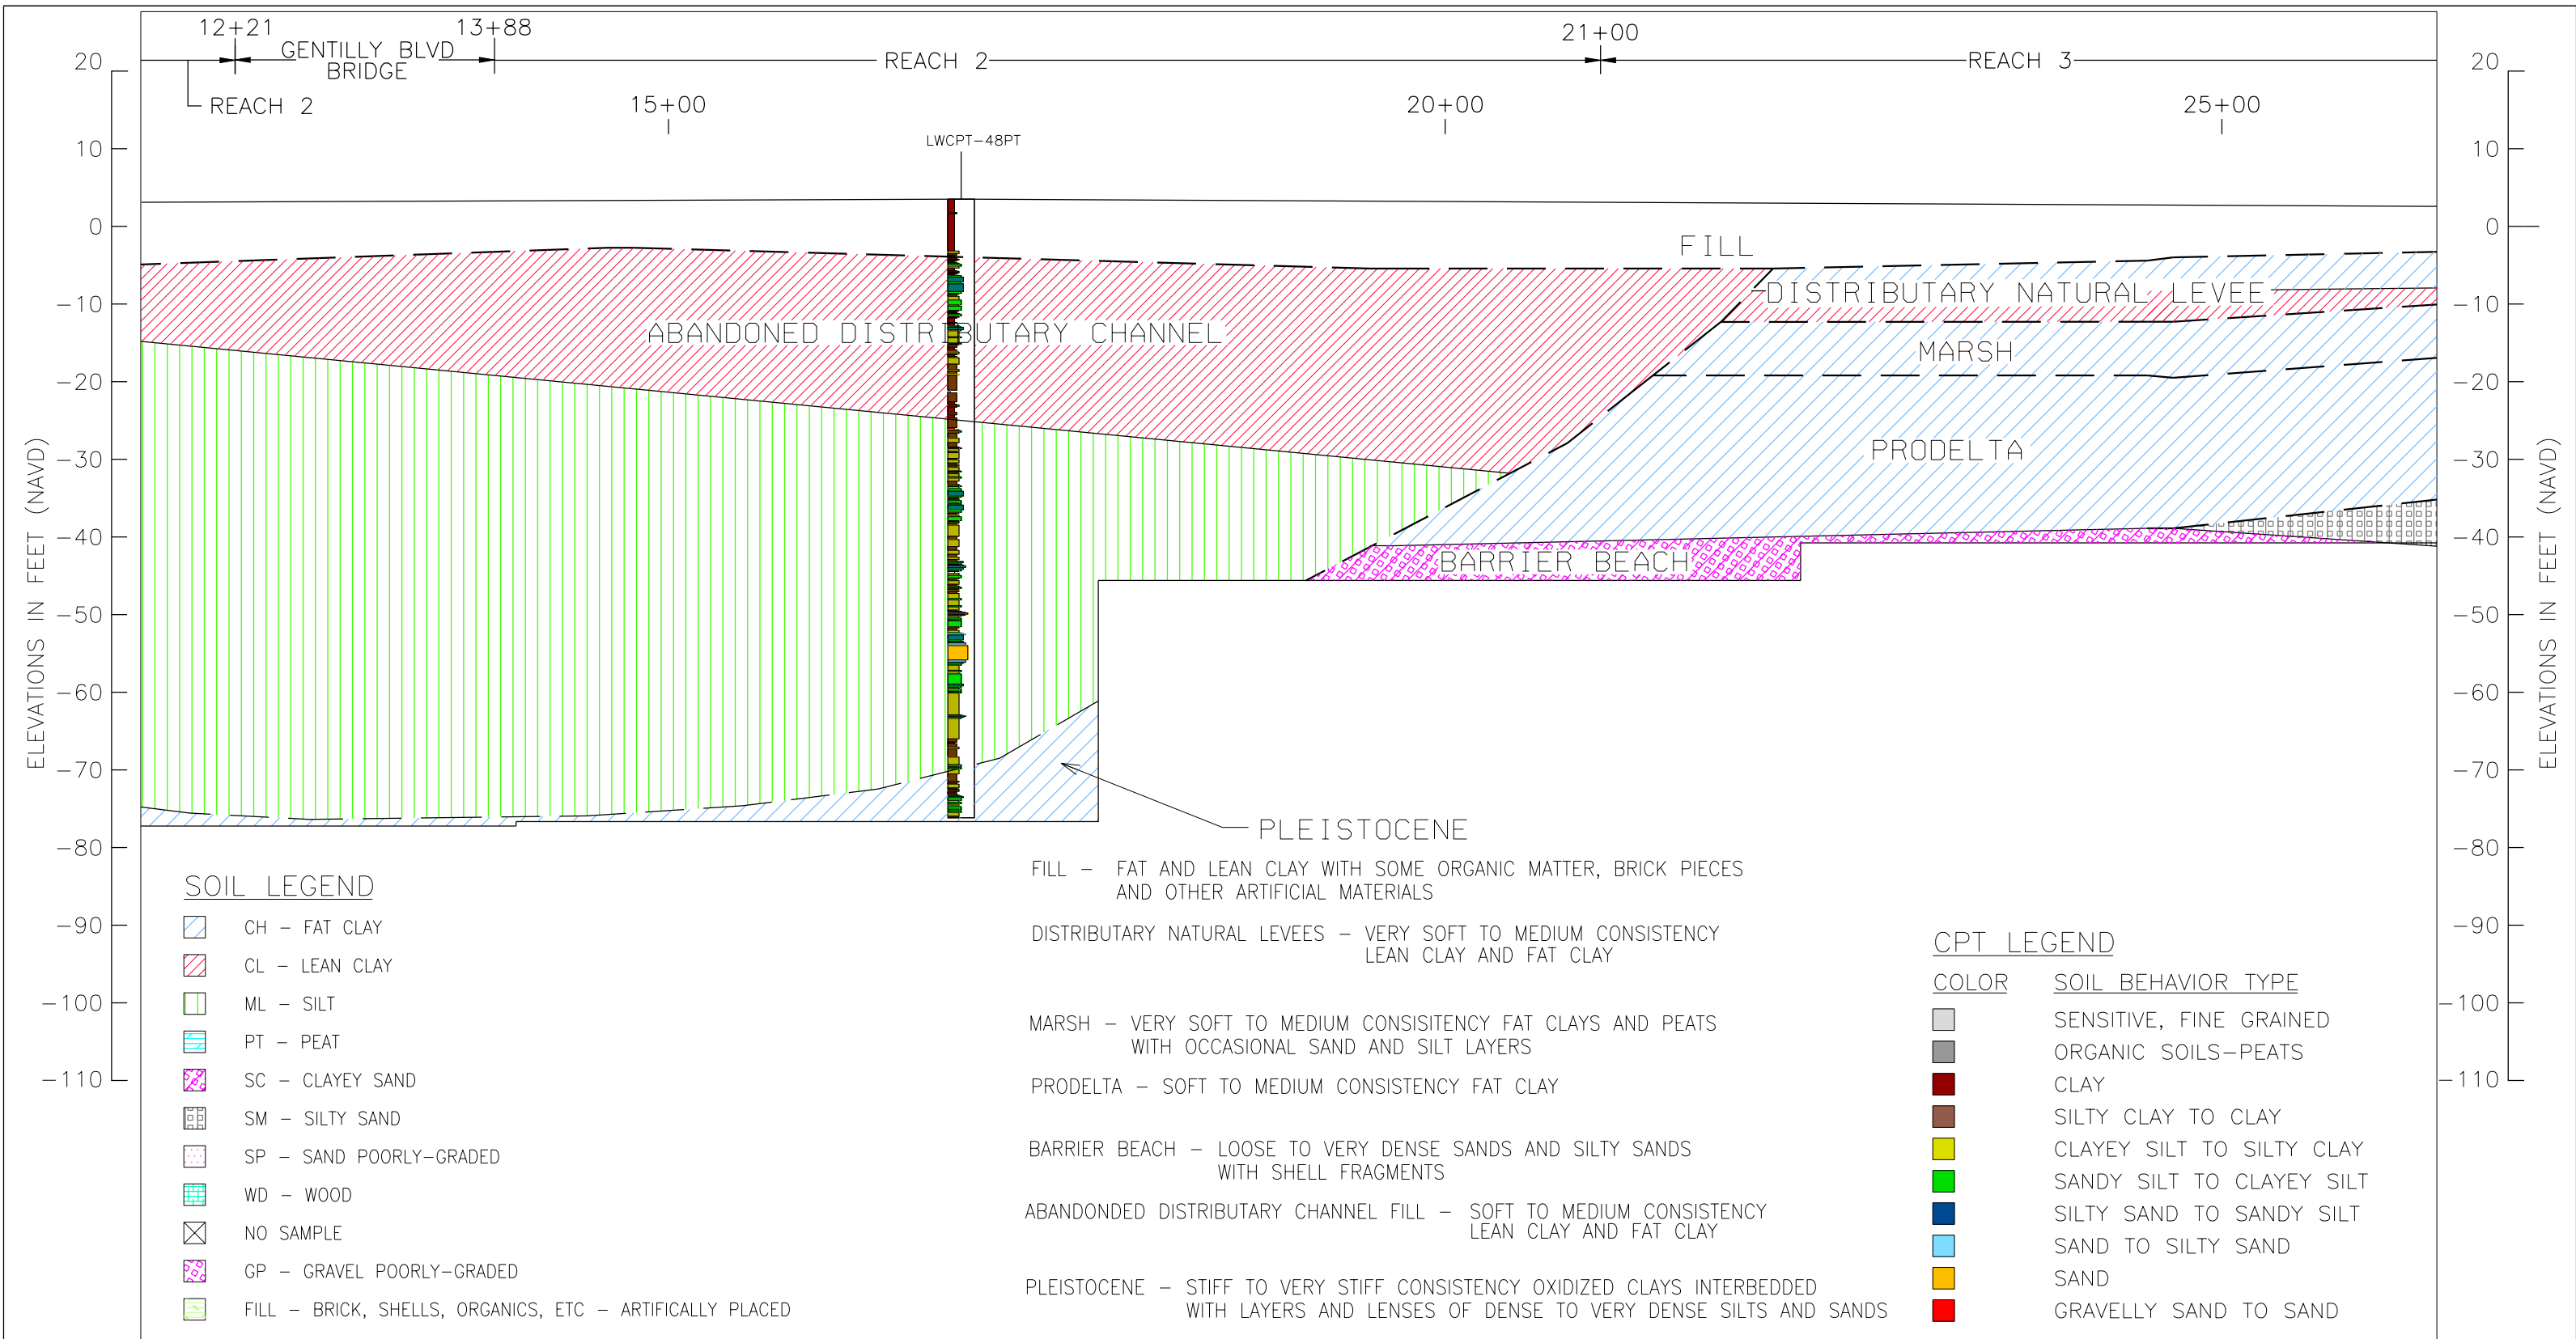 12+21
13+88
21+00
GENTILLY BLVD
BRIDGE
REACH 2
REACH 3
REACH 2
15+00
20+00
25+00
LWCPT-48PT
20
10
0
-10
-20
-30
-40
-50
-60
-70
-80
-90
-100
-110
ELEVATIONS IN FEET (NAVD)
20
10
0
-10
-20
-30
-40
-50
-60
-70
-80
-90
-100
-110
ELEVATIONS IN FEET (NAVD)
FILL
DISTRIBUTARY NATURAL LEVEE
ABANDONED DISTRIBUTARY CHANNEL
MARSH
PRODELTA
BARRIER BEACH
PLEISTOCENE
SOIL LEGEND
CH - FAT CLAY
CL - LEAN CLAY
ML - SILT
PT - PEAT
SC - CLAYEY SAND
SM - SILTY SAND
SP - SAND POORLY-GRADED
WD - WOOD
NO SAMPLE
GP - GRAVEL POORLY-GRADED
FILL - BRICK, SHELLS, ORGANICS, ETC - ARTIFICALLY PLACED
FILL - FAT AND LEAN CLAY WITH SOME ORGANIC MATTER, BRICK PIECES
AND OTHER ARTIFICIAL MATERIALS
DISTRIBUTARY NATURAL LEVEES - VERY SOFT TO MEDIUM CONSISTENCY
LEAN CLAY AND FAT CLAY
MARSH - VERY SOFT TO MEDIUM CONSISITENCY FAT CLAYS AND PEATS
WITH OCCASIONAL SAND AND SILT LAYERS
PRODELTA - SOFT TO MEDIUM CONSISTENCY FAT CLAY
BARRIER BEACH - LOOSE TO VERY DENSE SANDS AND SILTY SANDS
WITH SHELL FRAGMENTS
ABANDONDED DISTRIBUTARY CHANNEL FILL - SOFT TO MEDIUM CONSISTENCY
LEAN CLAY AND FAT CLAY
PLEISTOCENE - STIFF TO VERY STIFF CONSISTENCY OXIDIZED CLAYS INTERBEDDED
WITH LAYERS AND LENSES OF DENSE TO VERY DENSE SILTS AND SANDS
CPT LEGEND
COLOR SOIL BEHAVIOR TYPE
SENSITIVE, FINE GRAINED
ORGANIC SOILS-PEATS
CLAY
SILTY CLAY TO CLAY
CLAYEY SILT TO SILTY CLAY
SANDY SILT TO CLAYEY SILT
SILTY SAND TO SANDY SILT
SAND TO SILTY SAND
SAND
GRAVELLY SAND TO SAND